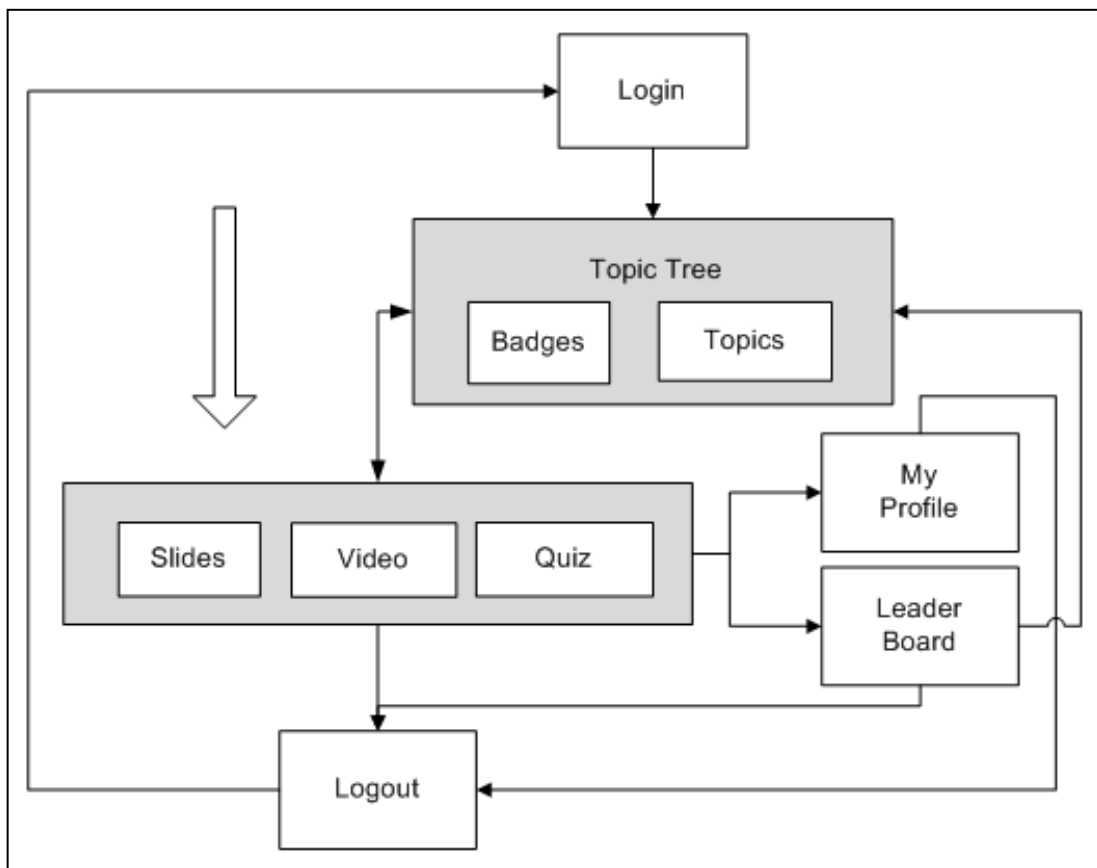 Login
Topic Tree
Badges
Topics
My
Profile
Slides
Video
Quiz
Leader
Board
Logout